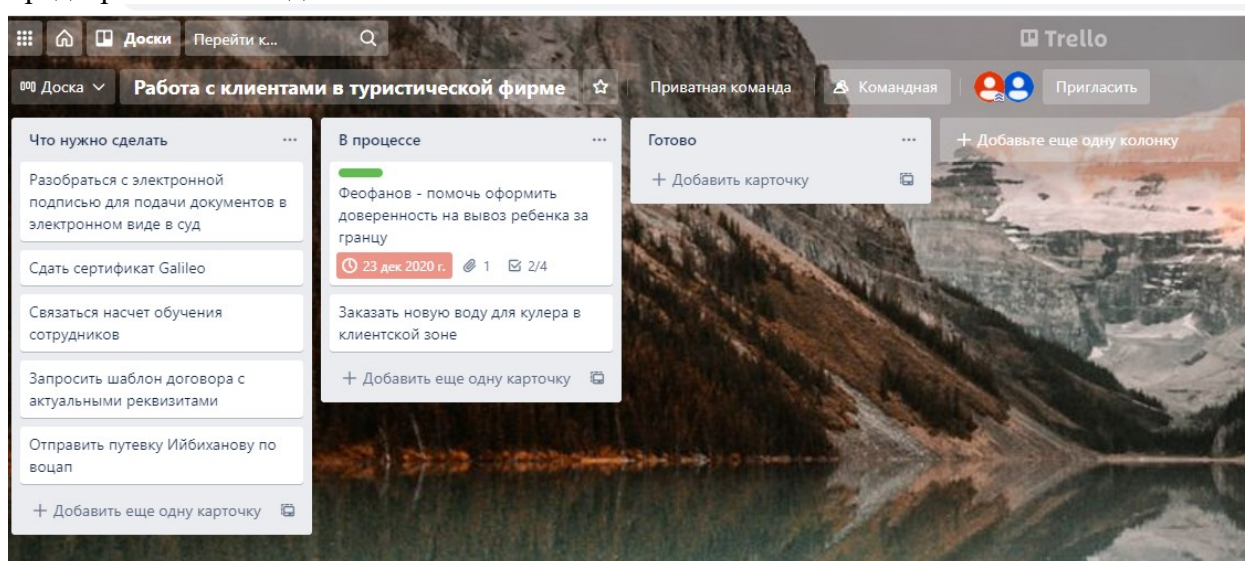 Доски
Перейти к...
Trello
Доска
Работа с клиентами в туристической фирме
Приватная команда
Командная
Пригласить
Что нужно сделать
Разобраться с электронной
подписью для подачи документов в
электронном виде в суд
Сдать сертификат Galileo
Связаться насчет обучения
сотрудников
Запросить шаблон договора с
актуальными реквизитами
Отправить путевку Ийбиханову по
воцап
+ Добавить еще одну карточку
В процессе
Феофанов - помочь оформить
доверенность на вывоз ребенка за
гранцу
23 дек 2020 г. 1 2/4
Заказать новую воду для кулера в
клиентской зоне
+ Добавить еще одну карточку
Готово
+ Добавить карточку
+ Добавьте еще одну колонку